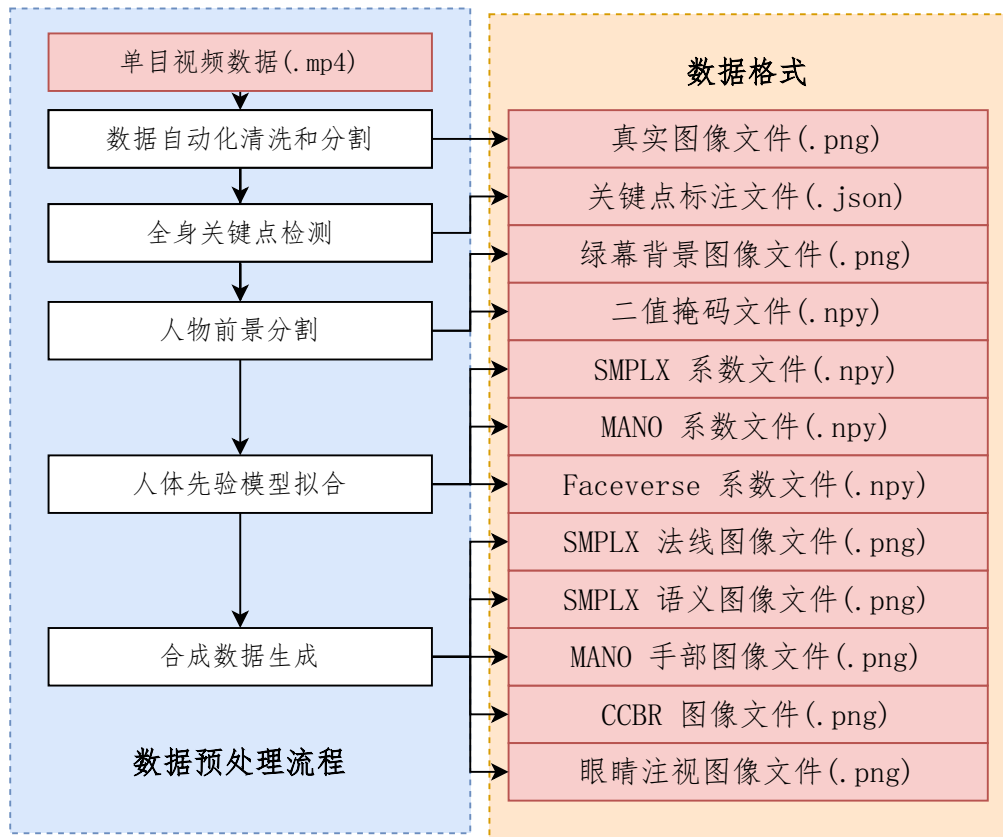 单目视频数据(.mp4)
数据自动化清洗和分割
全身关键点检测
人物前景分割
人体先验模型拟合
合成数据生成
数据预处理流程
数据格式
真实图像文件(.png)
关键点标注文件(.json)
绿幕背景图像文件(.png)
二值掩码文件(.npy)
SMPLX 系数文件(.npy)
MANO 系数文件(.npy)
Faceverse 系数文件(.npy)
SMPLX 法线图像文件(.png)
SMPLX 语义图像文件(.png)
MANO 手部图像文件(.png)
CCBR 图像文件(.png)
眼睛注视图像文件(.png)